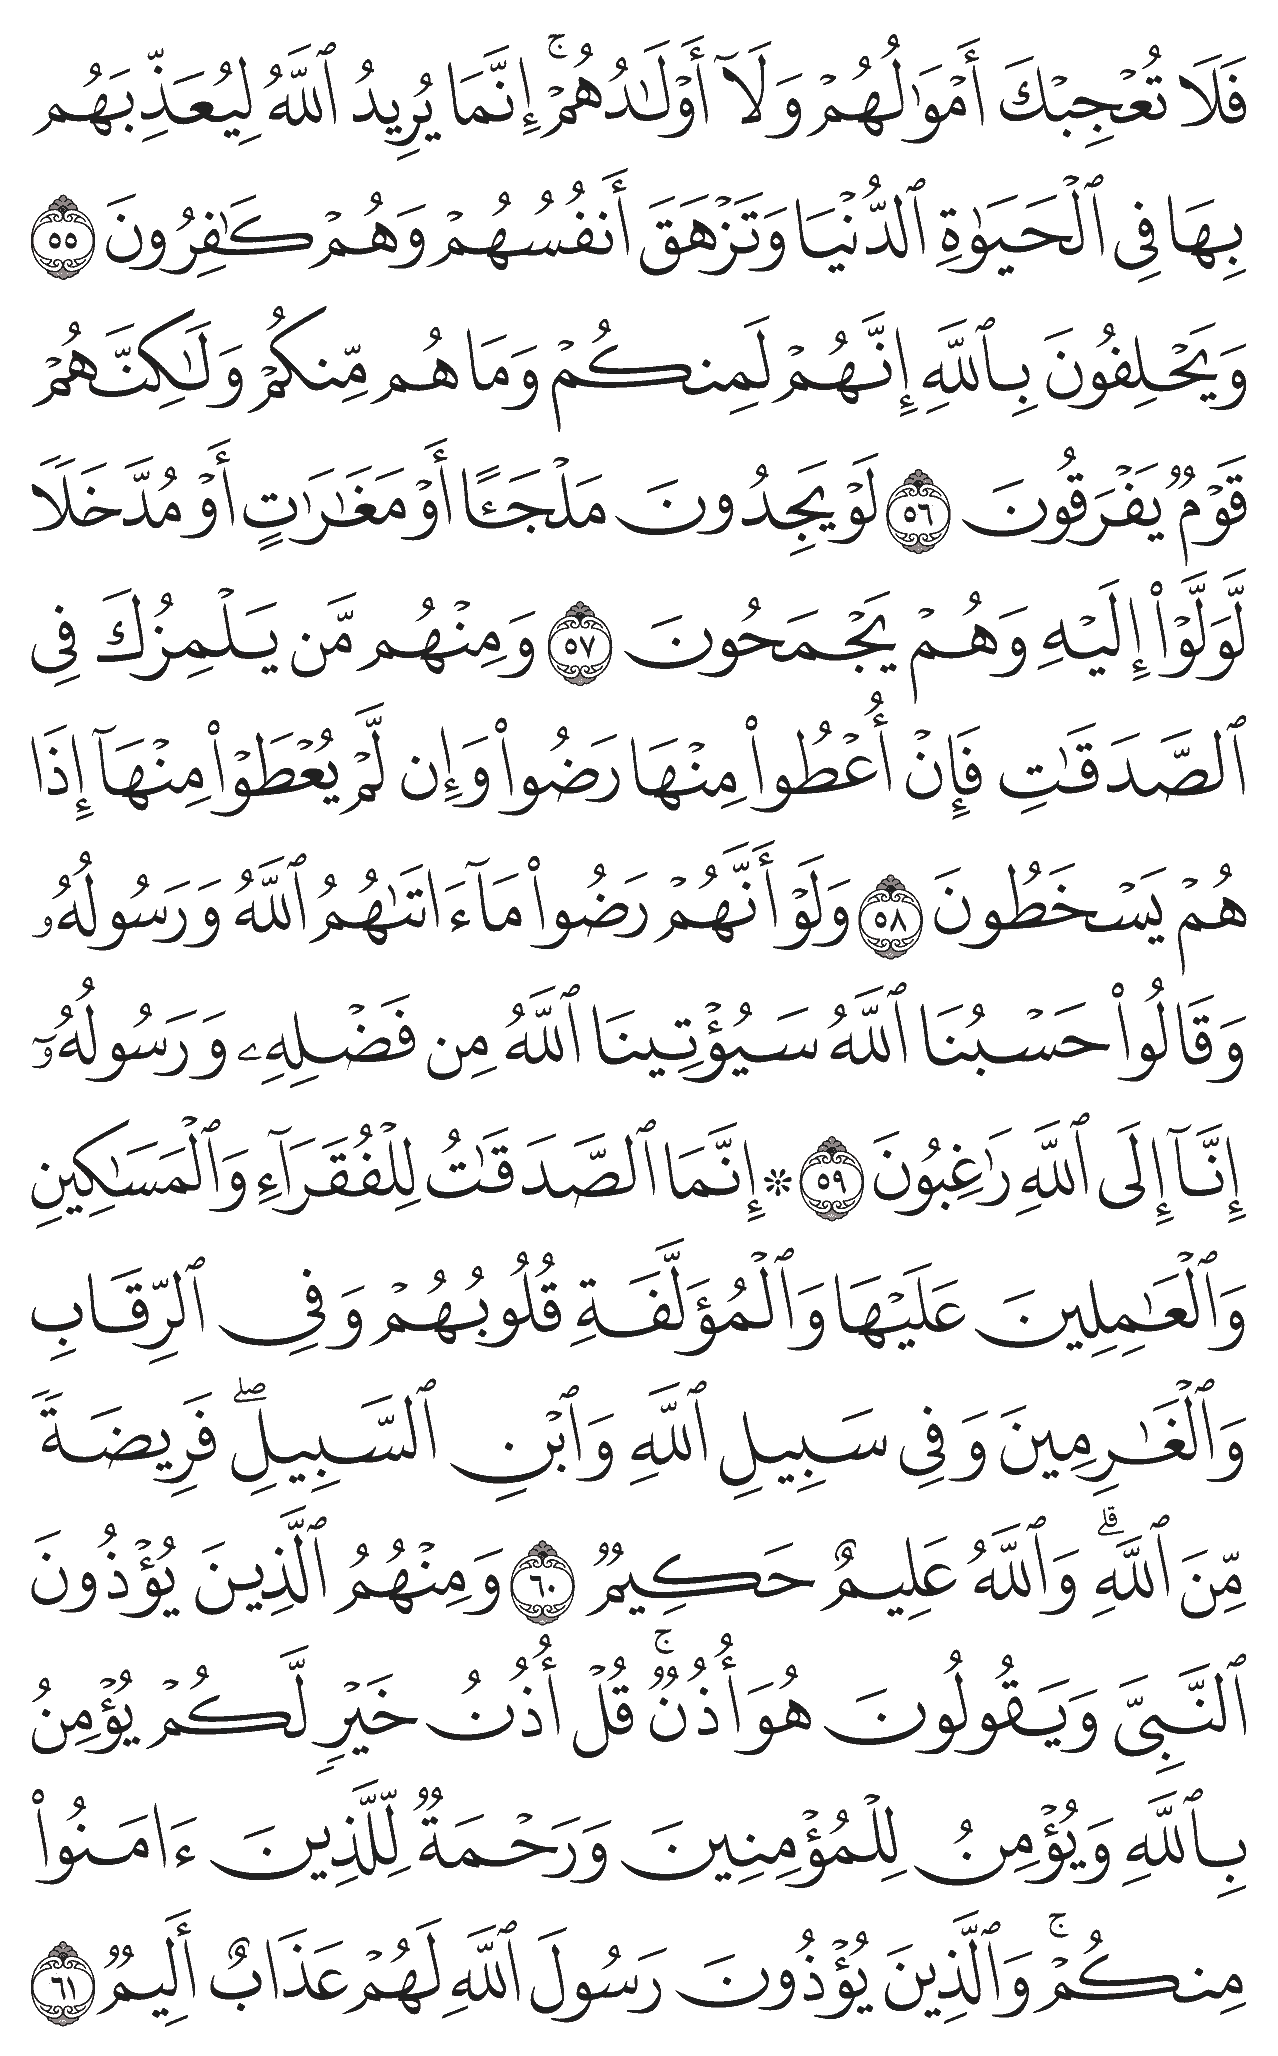 فَلَا تُعۡجِبۡكَ أَمۡوَٰلُهُمۡ وَلَآ أَوۡلَٰدُهُمۡۚ إِنَّمَا يُرِيدُ ٱللَّهُ لِيُعَذِّبَهُم
بِهَا فِي ٱلۡحَيَوٰةِ ٱلدُّنۡيَا وَتَزۡهَقَ أَنفُسُهُمۡ وَهُمۡ كَٰفِرُونَ ٥٥
وَيَحۡلِفُونَ بِٱللَّهِ إِنَّهُمۡ لَمِنكُمۡ وَمَا هُم مِّنكُمۡ وَلَٰكِنَّهُمۡ
قَوۡمٞ يَفۡرَقُونَ ٥٦ لَوۡ يَجِدُونَ مَلۡجَـًٔا أَوۡ مَغَٰرَٰتٍ أَوۡ مُدَّخَلٗا
لَّوَلَّوۡاْ إِلَيۡهِ وَهُمۡ يَجۡمَحُونَ ٥٧ وَمِنۡهُم مَّن يَلۡمِزُكَ فِي
ٱلصَّدَقَٰتِ فَإِنۡ أُعۡطُواْ مِنۡهَا رَضُواْ وَإِن لَّمۡ يُعۡطَوۡاْ مِنۡهَآ إِذَا
هُمۡ يَسۡخَطُونَ ٥٨ وَلَوۡ أَنَّهُمۡ رَضُواْ مَآ ءَاتَىٰهُمُ ٱللَّهُ وَرَسُولُهُۥ
وَقَالُواْ حَسۡبُنَا ٱللَّهُ سَيُؤۡتِينَا ٱللَّهُ مِن فَضۡلِهِۦ وَرَسُولُهُۥٓ
إِنَّآ إِلَى ٱللَّهِ رَٰغِبُونَ ٥٩ ۞ إِنَّمَا ٱلصَّدَقَٰتُ لِلۡفُقَرَآءِ وَٱلۡمَسَٰكِينِ
وَٱلۡعَٰمِلِينَ عَلَيۡهَا وَٱلۡمُؤَلَّفَةِ قُلُوبُهُمۡ وَفِي ٱلرِّقَابِ
وَٱلۡغَٰرِمِينَ وَفِي سَبِيلِ ٱللَّهِ وَٱبۡنِ ٱلسَّبِيلِۖ فَرِيضَةٗ
مِّنَ ٱللَّهِۗ وَٱللَّهُ عَلِيمٌ حَكِيمٞ ٦٠ وَمِنۡهُمُ ٱلَّذِينَ يُؤۡذُونَ
ٱلنَّبِيَّ وَيَقُولُونَ هُوَ أُذُنٞۚ قُلۡ أُذُنُ خَيۡرٖ لَّكُمۡ يُؤۡمِنُ
بِٱللَّهِ وَيُؤۡمِنُ لِلۡمُؤۡمِنِينَ وَرَحۡمَةٞ لِّلَّذِينَ ءَامَنُواْ
مِنكُمۡۚ وَٱلَّذِينَ يُؤۡذُونَ رَسُولَ ٱللَّهِ لَهُمۡ عَذَابٌ أَلِيمٞ ٦١